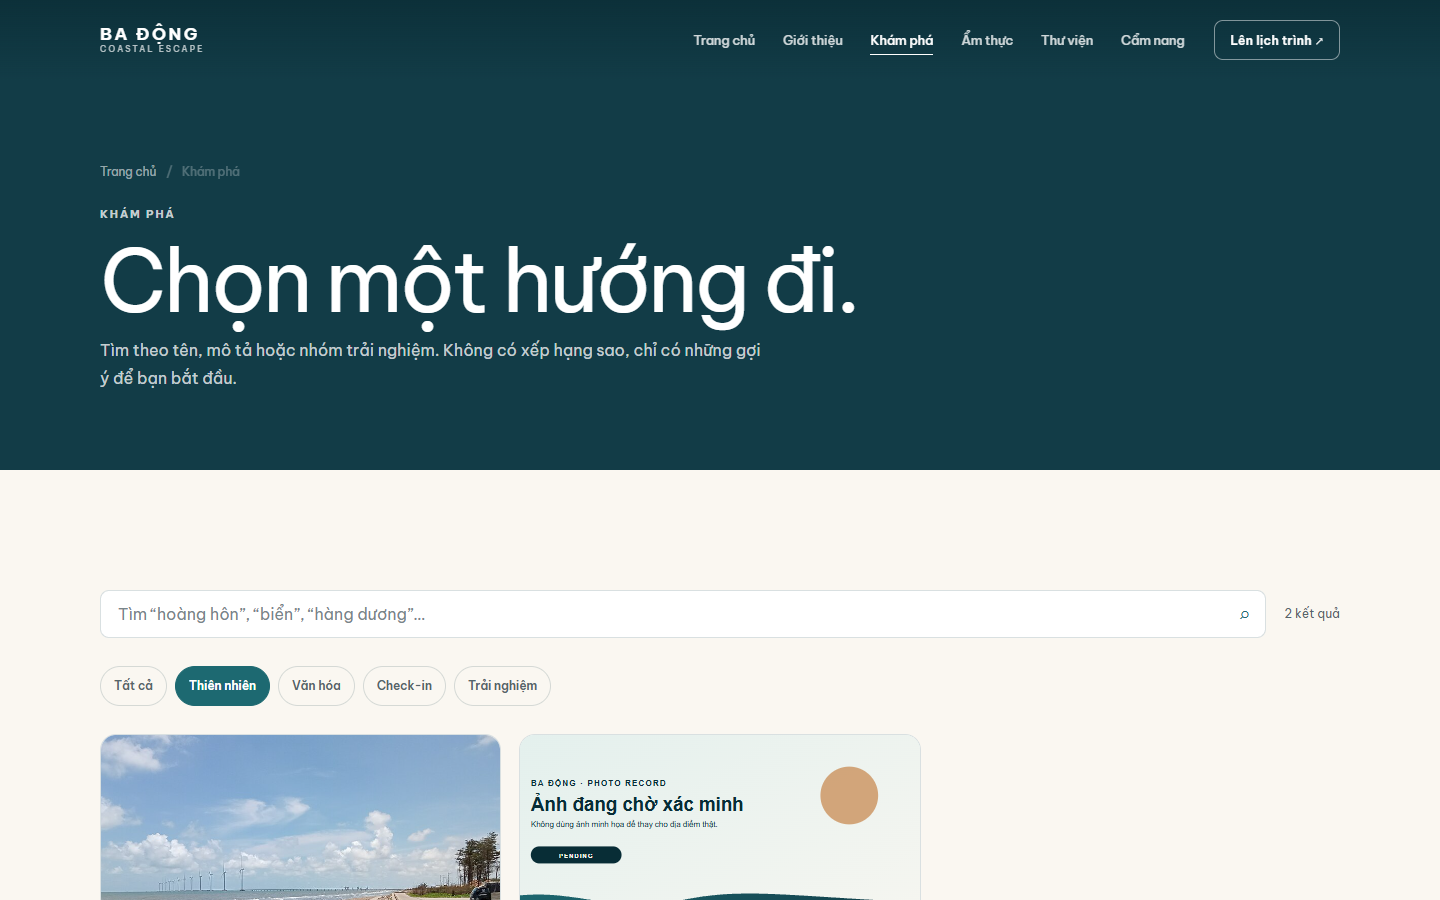 BA ĐỘNG
COASTAL ESCAPE
Trang chủ
Giới thiệu
Khám phá
Ẩm thực
Thư viện
Cẩm nang
Lên lịch trình ↗
Trang chủ / Khám phá
KHÁM PHÁ
Chọn một hướng đi.
Tìm theo tên, mô tả hoặc nhóm trải nghiệm. Không có xếp hạng sao, chỉ có những gợi
ý để bạn bắt đầu.
Tìm “hoàng hôn”, “biển”, “hàng dương”...
2 kết quả
Tất cả
Thiên nhiên
Văn hóa
Check-in
Trải nghiệm
BA ĐỘNG · PHOTO RECORD
Ảnh đang chờ xác minh
Không dùng ảnh minh họa để thay cho địa điểm thật.
PENDING